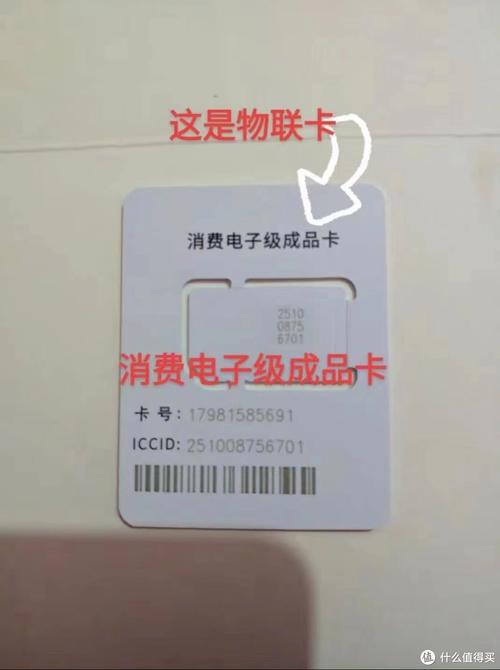 这是物联卡
消费电子级成品卡
2510
0875
6701
消费电子级成品卡
卡 号: 17981585691
ICCID: 251008756701
值 什么值得买